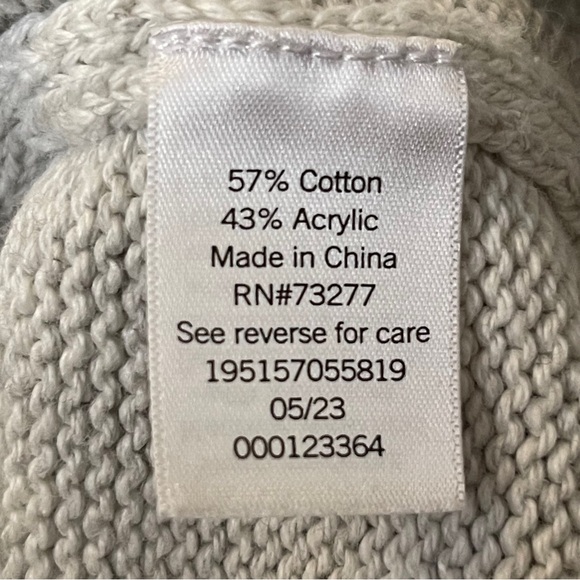 57% Cotton
43% Acrylic
Made in China
RN#73277
See reverse for care
195157055819
05/23
000123364